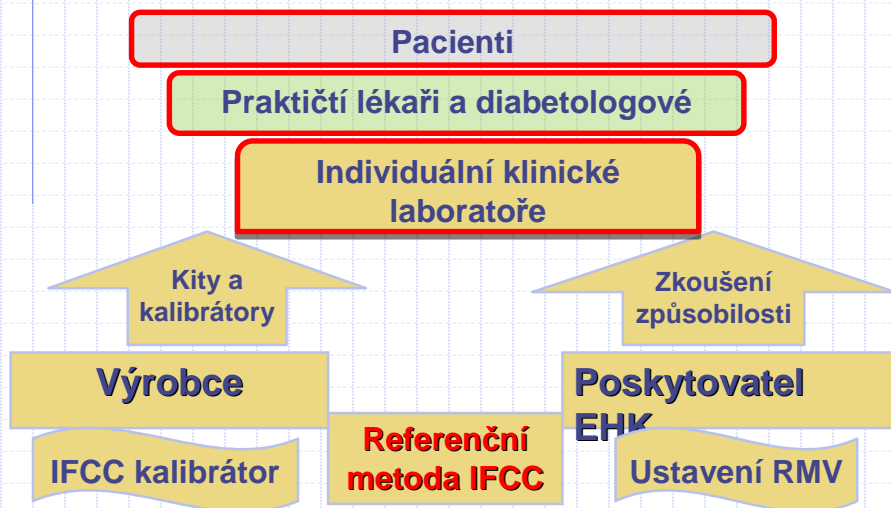 Pacienti
Praktičtí lékaři a diabetologové
Individuální klinické
laboratoře
Kity a
kalibrátory
Zkoušení
způsobilosti
Výrobce
Poskytovatel
EHK
Referenční
metoda IFCC
IFCC kalibrátor
Ustavení RMV